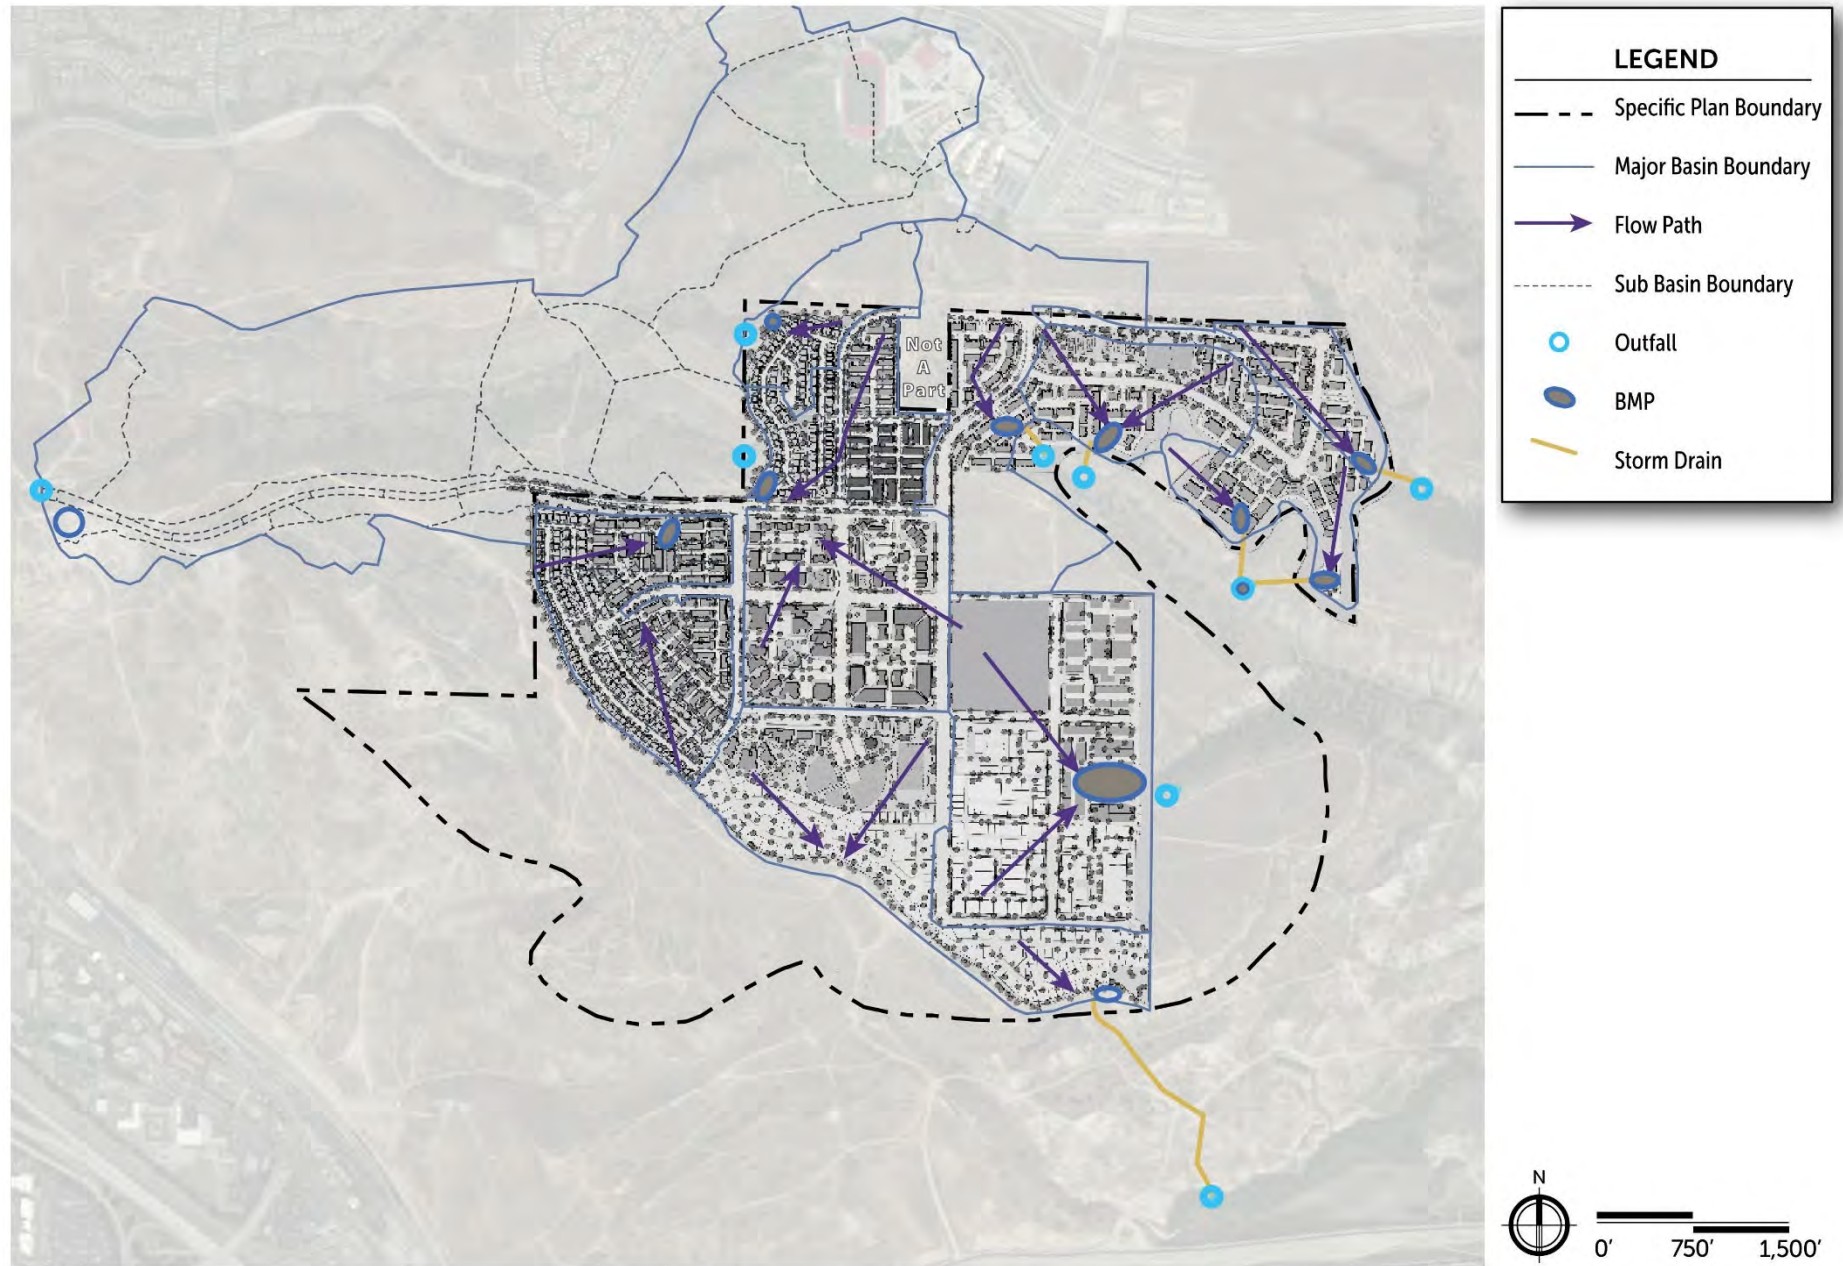 LEGEND
Specific Plan Boundary
Major Basin Boundary
Flow Path
Sub Basin Boundary
Outfall
BMP
Storm Drain
Not
A
Part
N
0' 750' 1,500'